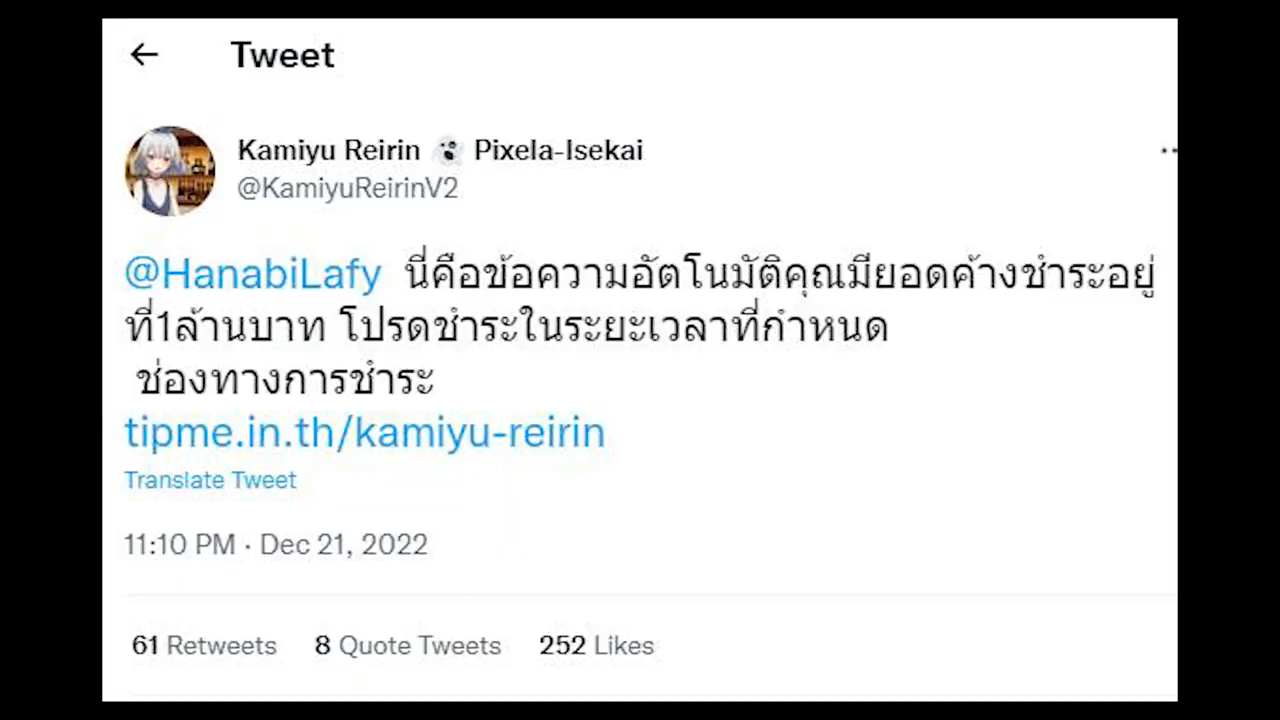 ← Tweet
Kamiyu Reirin 👻 Pixela-Isekai
@KamiyuReirinV2
@HanabiLafy นี่คือข้อความอัตโนมัติคุณมียอดค้างชำระอยู่
ที่1ล้านบาท โปรดชำระในระยะเวลาที่กำหนด
ช่องทางการชำระ
tipme.in.th/kamiyu-reirin
Translate Tweet
11:10 PM · Dec 21, 2022
61 Retweets 8 Quote Tweets 252 Likes